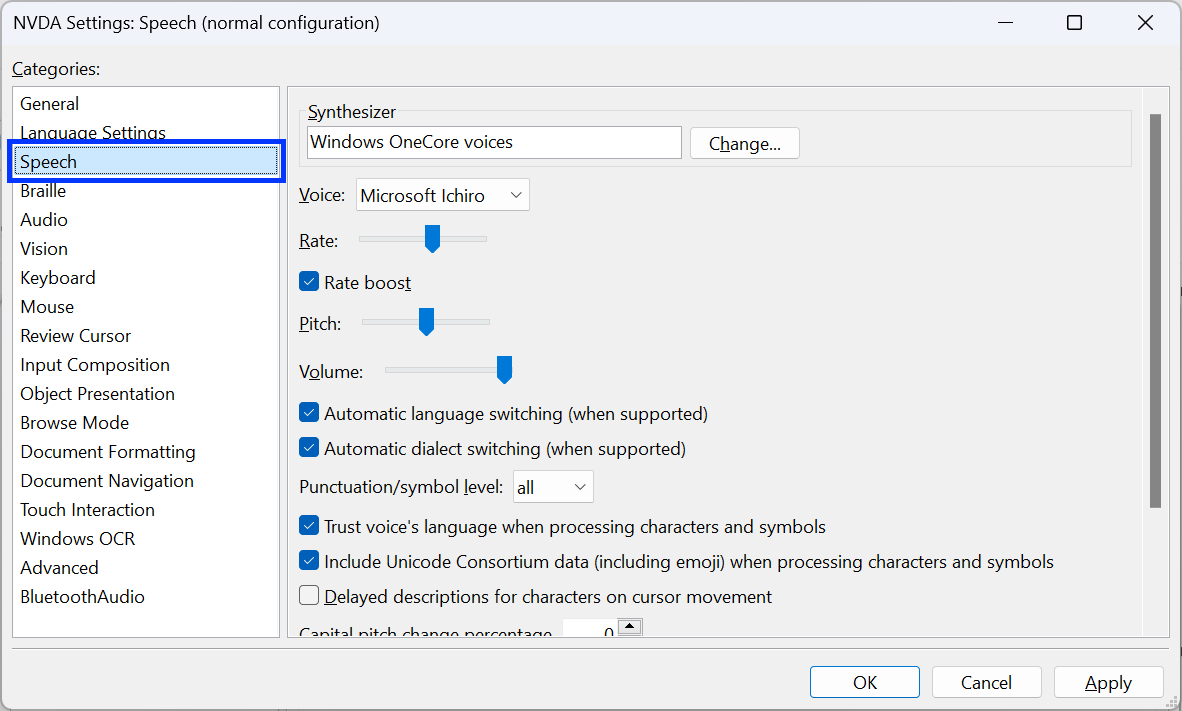 NVDA Settings: Speech (normal configuration)
Categories:
General
Language Settings
Speech
Braille
Audio
Vision
Keyboard
Mouse
Review Cursor
Input Composition
Object Presentation
Browse Mode
Document Formatting
Document Navigation
Touch Interaction
Windows OCR
Advanced
BluetoothAudio
Synthesizer
Windows OneCore voices
Change...
Voice: Microsoft Ichiro
Rate:
Rate boost
Pitch:
Volume:
Automatic language switching (when supported)
Automatic dialect switching (when supported)
Punctuation/symbol level: all
Trust voice's language when processing characters and symbols
Include Unicode Consortium data (including emoji) when processing characters and symbols
Delayed descriptions for characters on cursor movement
Capital pitch change percentage 0
OK
Cancel
Apply